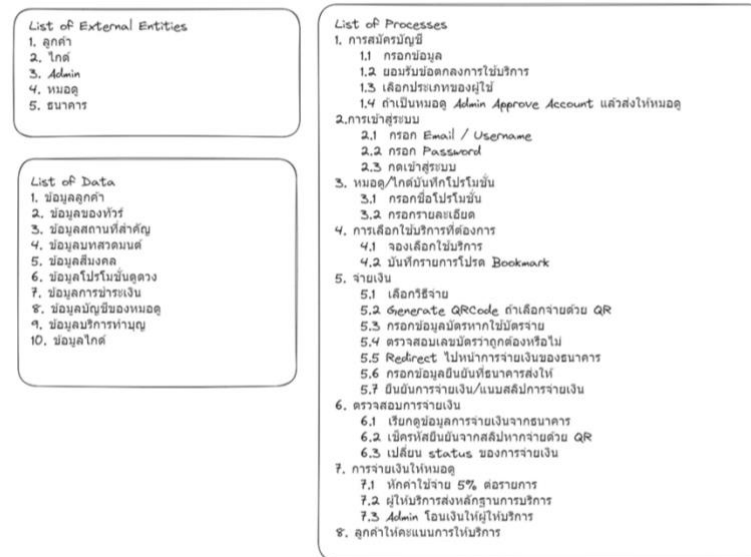 List of External Entities
1. ลูกค้า
2. ไกด์
3. Admin
4. หมอดู
5. ธนาคาร
List of Data
1. ข้อมูลลูกค้า
2. ข้อมูลของทัวร์
3. ข้อมูลสถานที่สำคัญ
4. ข้อมูลบทสวดมนต์
5. ข้อมูลสีมงคล
6. ข้อมูลโปรโมชั่นดูดวง
7. ข้อมูลการชำระเงิน
8. ข้อมูลบัญชีของหมอดู
9. ข้อมูลบริการทำบุญ
10. ข้อมูลไกด์
List of Processes
1. การสมัครบัญชี
1.1 กรอกข้อมูล
1.2 ยอมรับข้อตกลงการใช้บริการ
1.3 เลือกประเภทของผู้ใช้
1.4 ถ้าเป็นหมอดู Admin Approve Account แล้วส่งให้หมอดู
2.การเข้าสู่ระบบ
2.1 กรอก Email / Username
2.2 กรอก Password
2.3 กดเข้าสู่ระบบ
3. หมอดู/ไกด์บันทึกโปรโมชั่น
3.1 กรอกชื่อโปรโมชั่น
3.2 กรอกรายละเอียด
4. การเลือกใช้บริการที่ต้องการ
4.1 จองเลือกใช้บริการ
4.2 บันทึกรายการโปรด Bookmark
5. จ่ายเงิน
5.1 เลือกวิธีจ่าย
5.2 Generate QRCode ถ้าเลือกจ่ายด้วย QR
5.3 กรอกข้อมูลบัตรหากใช้บัตรจ่าย
5.4 ตรวจสอบเลขบัตรว่าถูกต้องหรือไม่
5.5 Redirect ไปหน้าการจ่ายเงินของธนาคาร
5.6 กรอกข้อมูลยืนยันที่ธนาคารส่งให้
5.7 ยืนยันการจ่ายเงิน/แนบสลิปการจ่ายเงิน
6. ตรวจสอบการจ่ายเงิน
6.1 เรียกดูข้อมูลการจ่ายเงินจากธนาคาร
6.2 เช็ครหัสยืนยันจากสลิปหากจ่ายด้วย QR
6.3 เปลี่ยน status ของการจ่ายเงิน
7. การจ่ายเงินให้หมอดู
7.1 หักค่าใช้จ่าย 5% ต่อรายการ
7.2 ผู้ให้บริการส่งหลักฐานการบริการ
7.3 Admin โอนเงินให้ผู้ให้บริการ
8. ลูกค้าให้คะแนนการให้บริการ